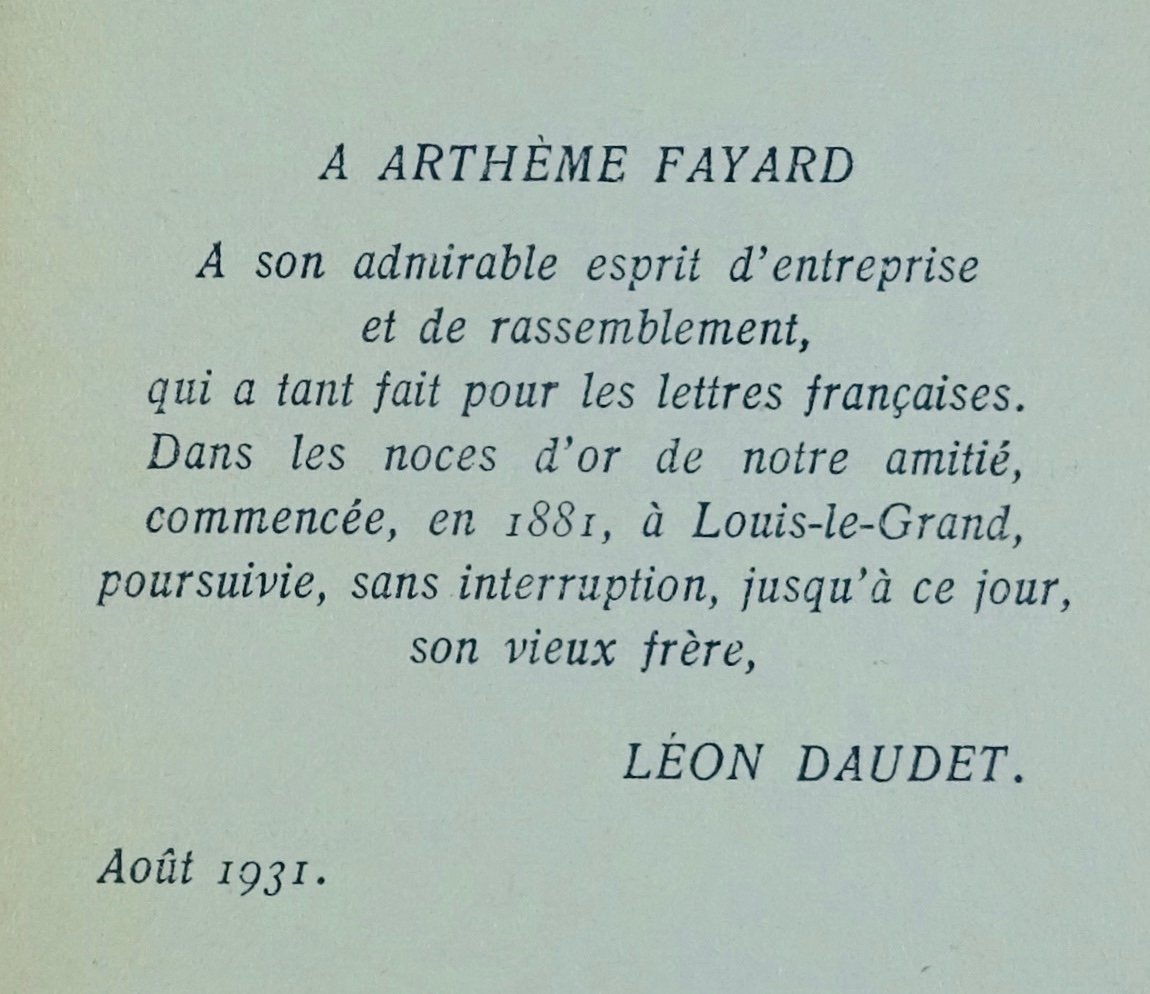 A ARTHÈME FAYARD
A son admirable esprit d'entreprise
et de rassemblement,
qui a tant fait pour les lettres françaises.
Dans les noces d'or de notre amitié,
commencée, en 1881, à Louis-le-Grand,
poursuivie, sans interruption, jusqu'à ce jour,
son vieux frère,
LÉON DAUDET.
Août 1931.